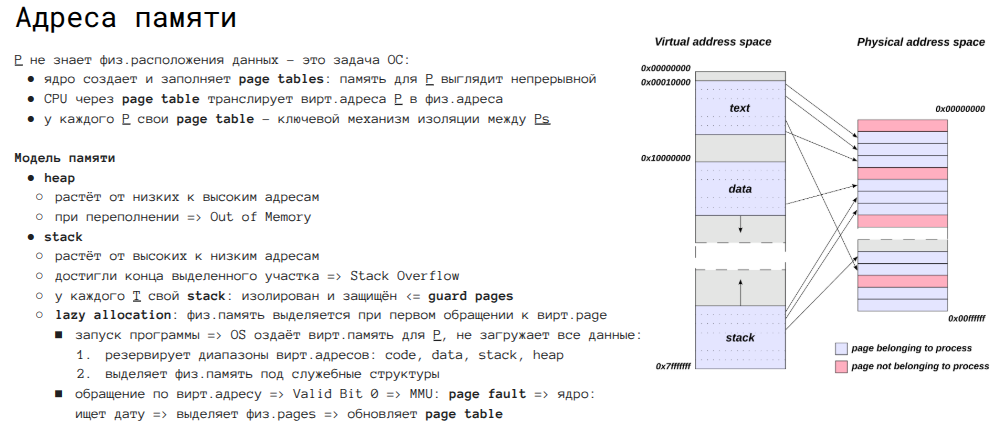 Адреса памяти
P не знает физ.расположения данных – это задача ОС:
● ядро создает и заполняет page tables: память для P выглядит непрерывной
● CPU через page table транслирует вирт.адреса P в физ.адреса
● у каждого P свои page table – ключевой механизм изоляции между Ps
Модель памяти
● heap
○ растёт от низких к высоким адресам
○ при переполнении => Out of Memory
● stack
○ растёт от высоких к низким адресам
○ достигли конца выделенного участка => Stack Overflow
○ у каждого T свой stack: изолирован и защищён <= guard pages
○ lazy allocation: физ.память выделяется при первом обращении к вирт.page
■ запуск программы => OS оздаёт вирт.память для P, не загружает все данные:
1. резервирует диапазоны вирт.адресов: code, data, stack, heap
2. выделяет физ.память под служебные структуры
■ обращение по вирт.адресу => Valid Bit 0 => MMU: page fault => ядро:
ищет дату => выделяет физ.pages => обновляет page table
Virtual address space
0x00000000
0x00010000
text
0x10000000
data
stack
0x7fffffff
Physical address space
0x00000000
0x00ffffff
page belonging to process
page not belonging to process